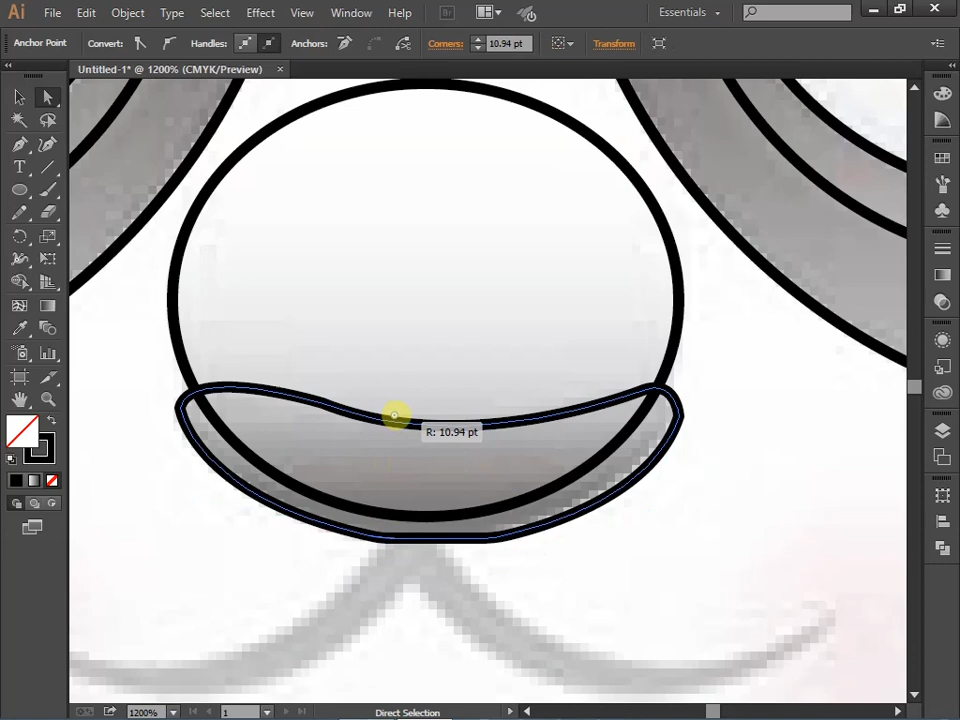 Ai File Edit Object Type Select Effect View Window Help Br Essentials
Anchor Point Convert: Handles: Anchors: Corners: 10.94 pt Transform
Untitled-1* @ 1200% (CMYK/Preview) ×
T
R: 10.94 pt
1200% 1 Direct Selection